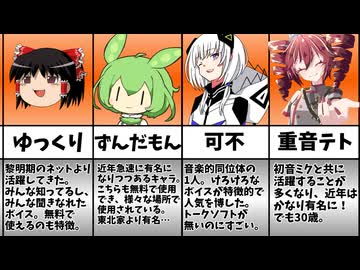 ゆっくり
ずんだもん
可不
重音テト
黎明期のネットより
活躍してきた。
みんな知ってるし、
みんな聞きなれた
ボイス。無料で
使えるのも特徴。
近年急速に有名に
なりつつあるキャラ。
こちらも無料で使用
でき、様々な場所で
使用されている。
東北家より有名…
音楽的同位体の
1人。けろけろな
ボイスが特徴的で
人気を博した。
トークソフトが
無いのにすごい。
初音ミクと共に
活躍することが
多くなり、近年は
かなり有名に！
でも30歳。